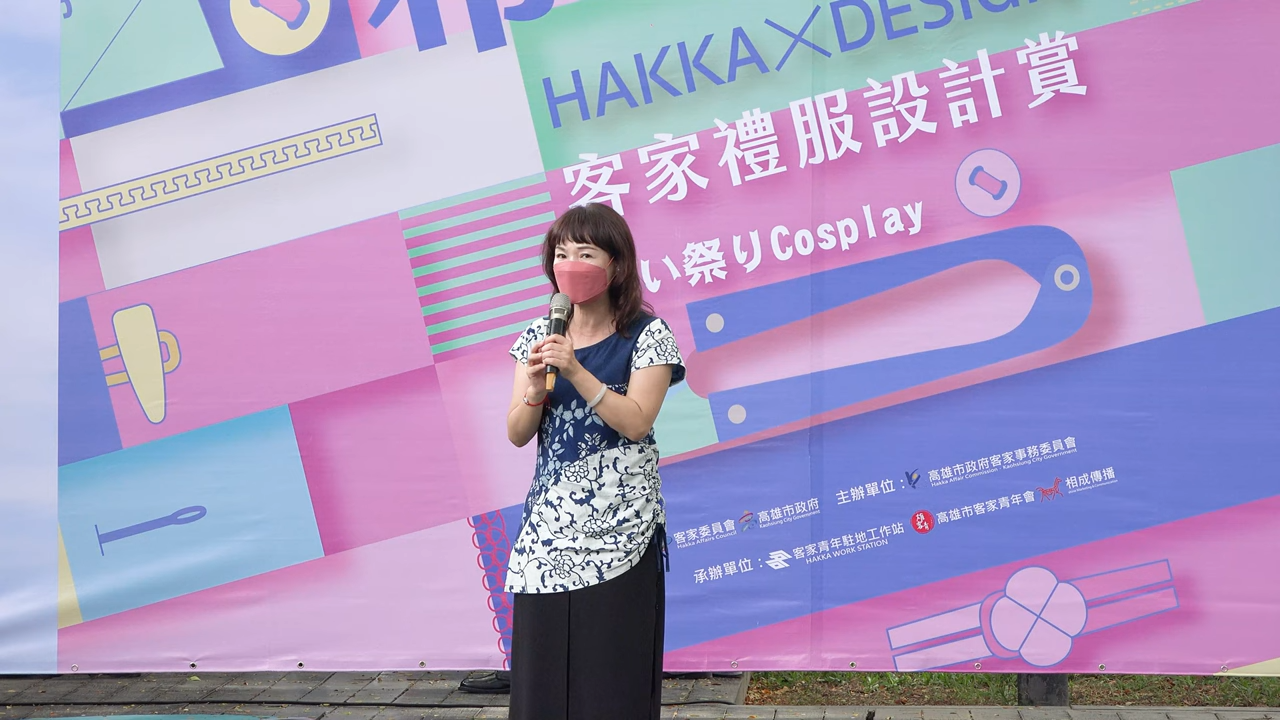 布
HAKKA×DESIGN
客家禮服設計賞
い祭りCosplay
客家委員會 高雄市政府 主辦單位： 高雄市政府客家事務委員會
Hakka Affairs Council Kaohsiung City Government Hakka Affair Commission, Kaohsiung City Government
承辦單位： 客家青年駐地工作站 高雄市客家青年會 相成傳播
HAKKA WORK STATION